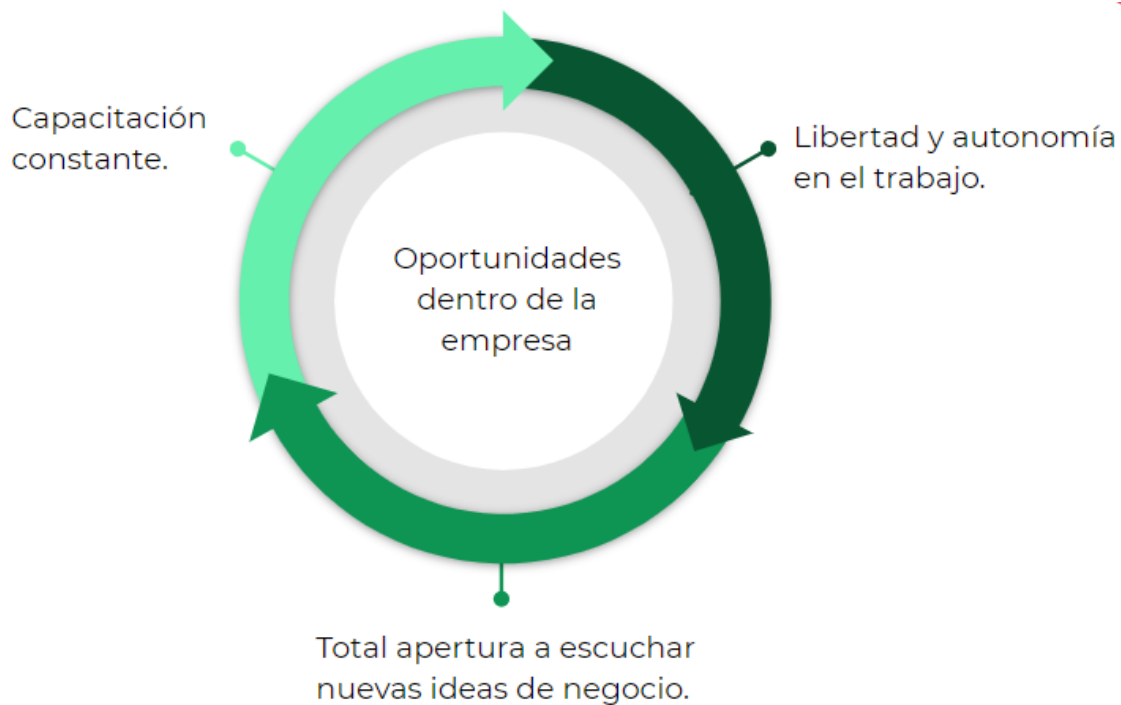 Capacitación
constante.
Libertad y autonomía
en el trabajo.
Oportunidades
dentro de la
empresa
Total apertura a escuchar
nuevas ideas de negocio.